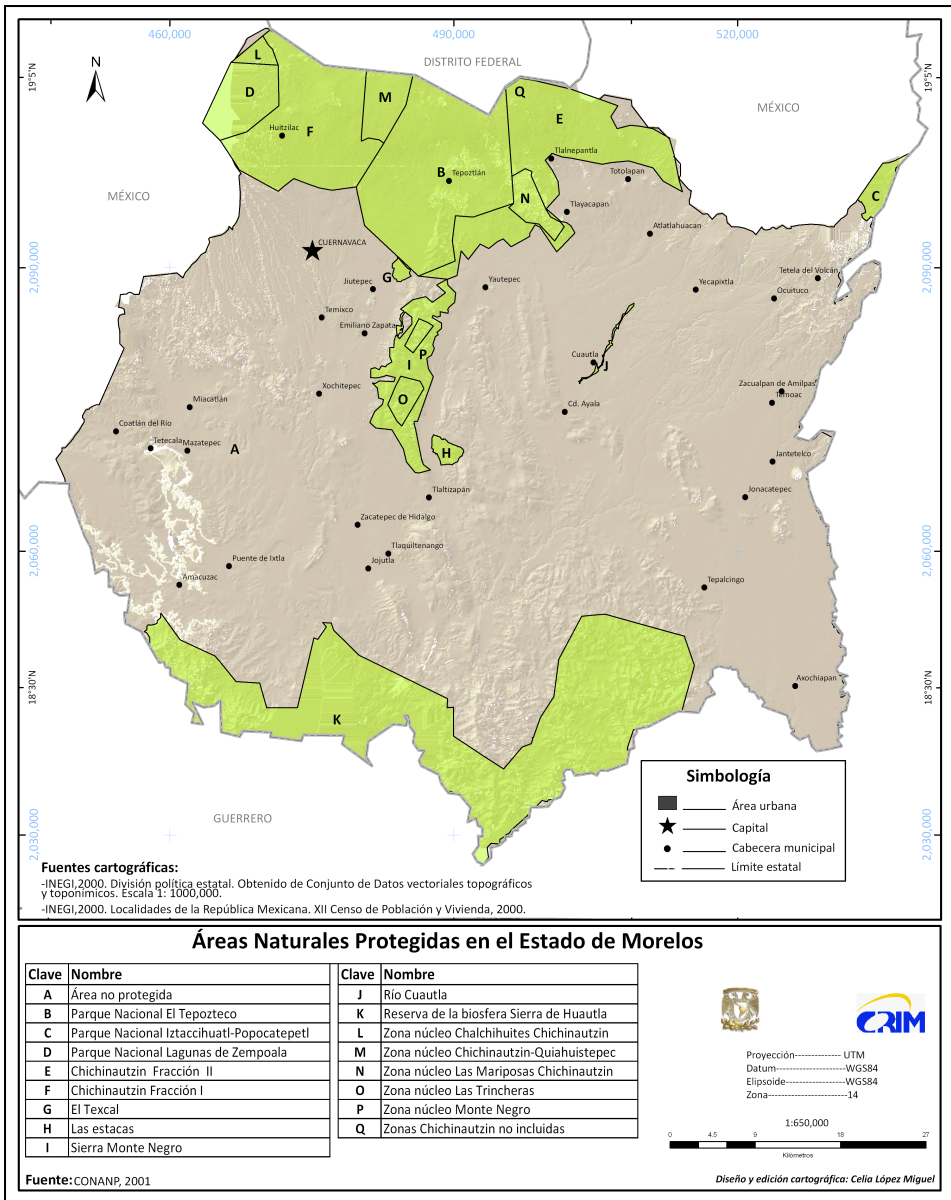 460,000
490,000
520,000
N
DISTRITO FEDERAL
MÉXICO
MÉXICO
GUERRERO
19°5'N
19°5'N
2,090,000
2,090,000
2,060,000
2,060,000
18°30'N
18°30'N
2,030,000
2,030,000
L
D
M
Q
E
Huitzilac
F
Tlalnepantla
B
Tepoztlán
Totolapan
N
C
Tlayacapan
Atlatlahuacan
CUERNAVACA
G
Jiutepec
Yautepec
Yecapixtla
Tetela del Volcán
Ocuituco
Temixco
Emiliano Zapata
P
I
Cuautla
J
Xochitepec
O
Zacualpan de Amilpas
Temoac
Miacatlán
Cd. Ayala
Coatlán del Río
Tetecala
Mazatepec
A
H
Jantetelco
Tlaltizapán
Jonacatepec
Zacatepec de Hidalgo
Tlaquiltenango
Puente de Ixtla
Jojutla
Amacuzac
Tepalcingo
Axochiapan
K
Simbología
Área urbana
Capital
Cabecera municipal
Límite estatal
Fuentes cartográficas:
-INEGI,2000. División política estatal. Obtenido de Conjunto de Datos vectoriales topográficos
y toponímicos. Escala 1: 1000,000.
-INEGI,2000. Localidades de la República Mexicana. XII Censo de Población y Vivienda, 2000.
Áreas Naturales Protegidas en el Estado de Morelos
Clave Nombre
A Área no protegida
B Parque Nacional El Tepozteco
C Parque Nacional Iztaccihuatl-Popocatepetl
D Parque Nacional Lagunas de Zempoala
E Chichinautzin Fracción II
F Chichinautzin Fracción I
G El Texcal
H Las estacas
I Sierra Monte Negro
Clave Nombre
J Río Cuautla
K Reserva de la biosfera Sierra de Huautla
L Zona núcleo Chalchihuites Chichinautzin
M Zona núcleo Chichinautzin-Quiahuistepec
N Zona núcleo Las Mariposas Chichinautzin
O Zona núcleo Las Trincheras
P Zona núcleo Monte Negro
Q Zonas Chichinautzin no incluidas
CRIM
Proyección-------------- UTM
Datum------------------WGS84
Elipsoide----------------WGS84
Zona---------------------14
1:650,000
0 4.5 9 18 27
Kilómetros
Fuente: CONANP, 2001
Diseño y edición cartográfica: Celia López Miguel